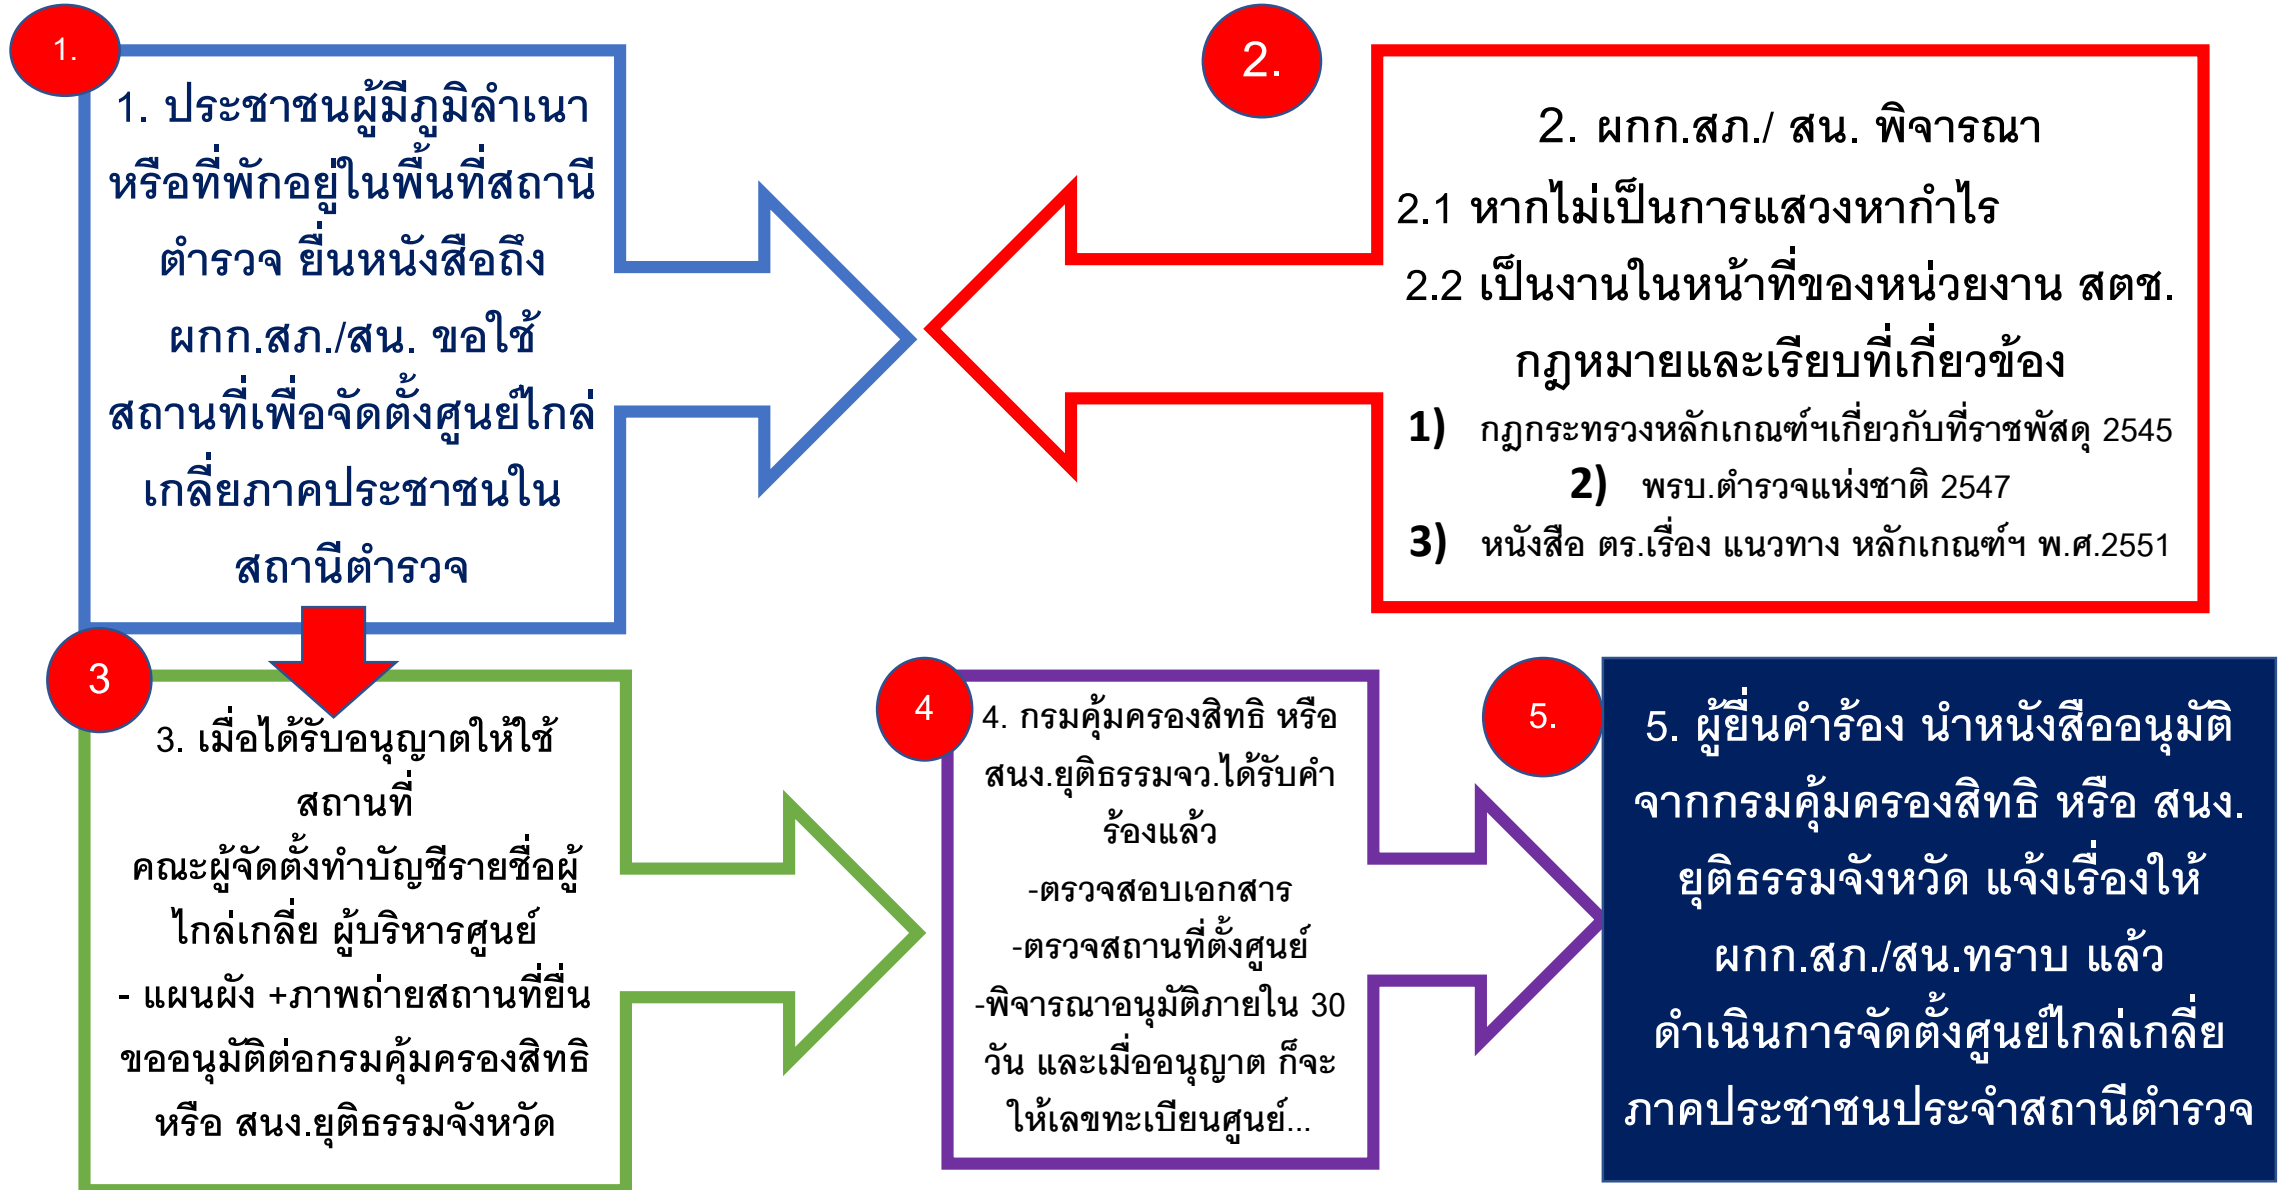 1.
1. ประชาชนผู้มีภูมิลำเนา
หรือที่พักอยู่ในพื้นที่สถานี
ตำรวจ ยื่นหนังสือถึง
ผกก.สภ./สน. ขอใช้
สถานที่เพื่อจัดตั้งศูนย์ไกล่
เกลี่ยภาคประชาชนใน
สถานีตำรวจ
2.
2. ผกก.สภ./ สน. พิจารณา
2.1 หากไม่เป็นการแสวงหากำไร
2.2 เป็นงานในหน้าที่ของหน่วยงาน สตช.
กฎหมายและเรียบที่เกี่ยวข้อง
1) กฎกระทรวงหลักเกณฑ์ฯเกี่ยวกับที่ราชพัสดุ 2545
2) พรบ.ตำรวจแห่งชาติ 2547
3) หนังสือ ตร.เรื่อง แนวทาง หลักเกณฑ์ฯ พ.ศ.2551
3
3. เมื่อได้รับอนุญาตให้ใช้
สถานที่
คณะผู้จัดตั้งทำบัญชีรายชื่อผู้
ไกล่เกลี่ย ผู้บริหารศูนย์
- แผนผัง +ภาพถ่ายสถานที่ยื่น
ขออนุมัติต่อกรมคุ้มครองสิทธิ
หรือ สนง.ยุติธรรมจังหวัด
4
4. กรมคุ้มครองสิทธิ หรือ
สนง.ยุติธรรมจว.ได้รับคำ
ร้องแล้ว
-ตรวจสอบเอกสาร
-ตรวจสถานที่ตั้งศูนย์
-พิจารณาอนุมัติภายใน 30
วัน และเมื่ออนุญาต ก็จะ
ให้เลขทะเบียนศูนย์...
5.
5. ผู้ยื่นคำร้อง นำหนังสืออนุมัติ
จากกรมคุ้มครองสิทธิ หรือ สนง.
ยุติธรรมจังหวัด แจ้งเรื่องให้
ผกก.สภ./สน.ทราบ แล้ว
ดำเนินการจัดตั้งศูนย์ไกล่เกลี่ย
ภาคประชาชนประจำสถานีตำรวจ